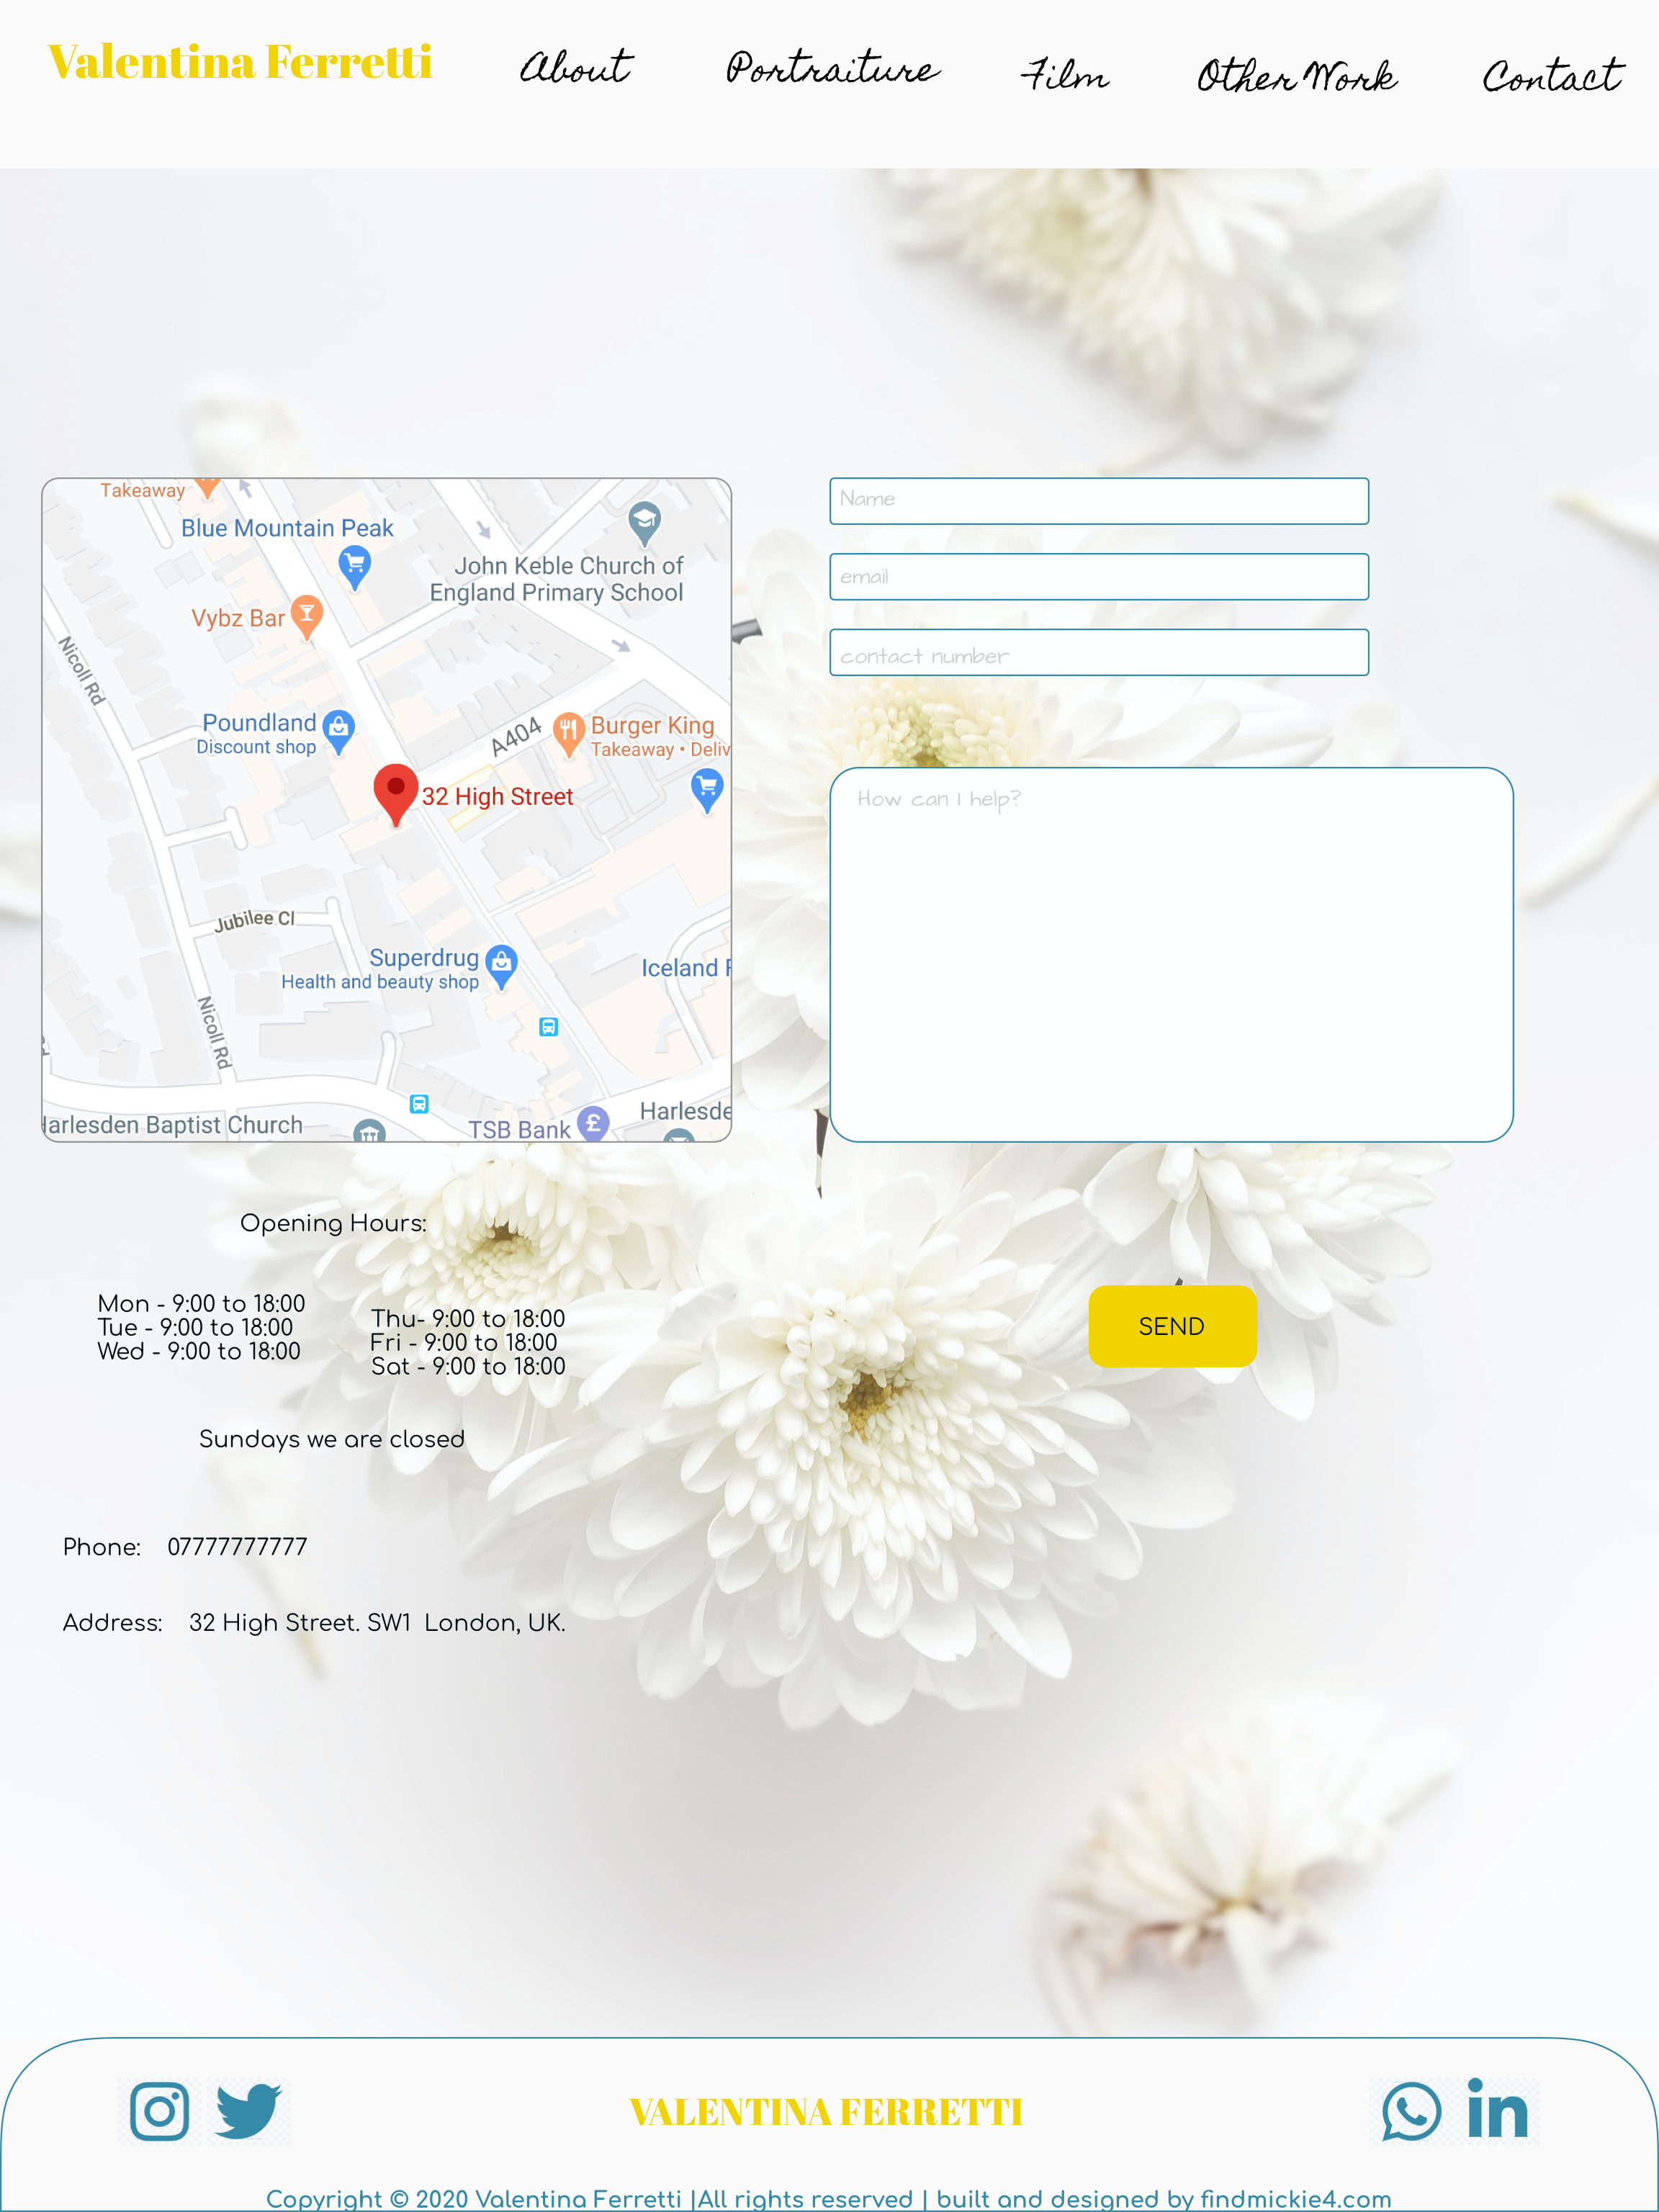 Valentina Ferretti
About
Portraiture
Film
Other Work
Contact
Takeaway
Blue Mountain Peak
John Keble Church of
England Primary School
Vybz Bar
Nicoll Rd
Poundland
Discount shop
A404
Burger King
Takeaway • Deliv
32 High Street
Jubilee Cl
Superdrug
Health and beauty shop
Iceland
Nicoll Rd
Harlesde
arlesden Baptist Church
TSB Bank
Name
email
contact number
How can I help?
Opening Hours:
Mon - 9:00 to 18:00
Tue - 9:00 to 18:00
Wed - 9:00 to 18:00
Thu- 9:00 to 18:00
Fri - 9:00 to 18:00
Sat - 9:00 to 18:00
SEND
Sundays we are closed
Phone: 07777777777
Address: 32 High Street. SW1 London, UK.
VALENTINA FERRETTI
in
Copyright © 2020 Valentina Ferretti |All rights reserved | built and designed by findmickie4.com